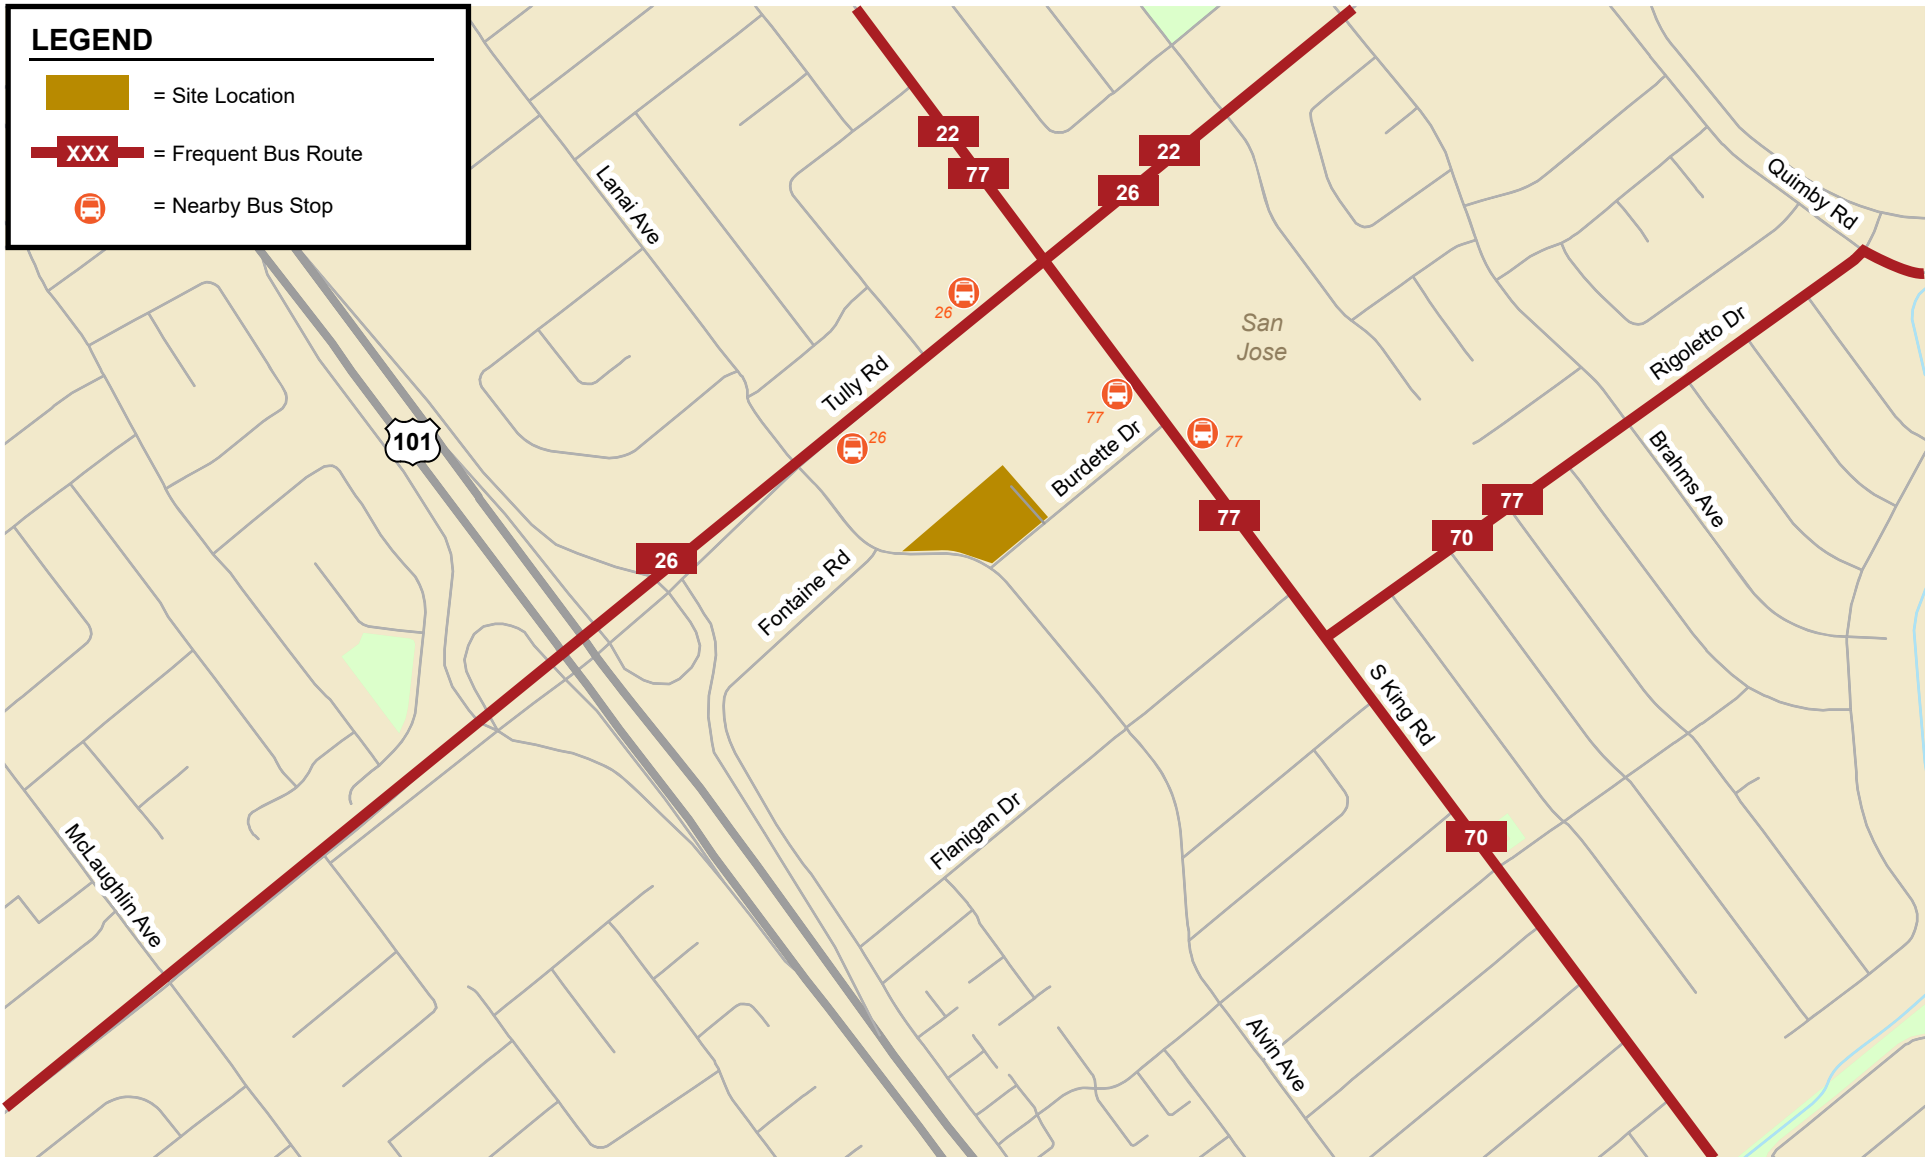 LEGEND
= Site Location
XXX
= Frequent Bus Route
= Nearby Bus Stop
22
77
22
26
Lanai Ave
Quimby Rd
26
San
Jose
Rigoletto Dr
Tully Rd
77
Burdette Dr
77
26
101
Brahms Ave
77
70
77
26
Fontaine Rd
S King Rd
Flanigan Dr
70
McLaughlin Ave
Alvin Ave